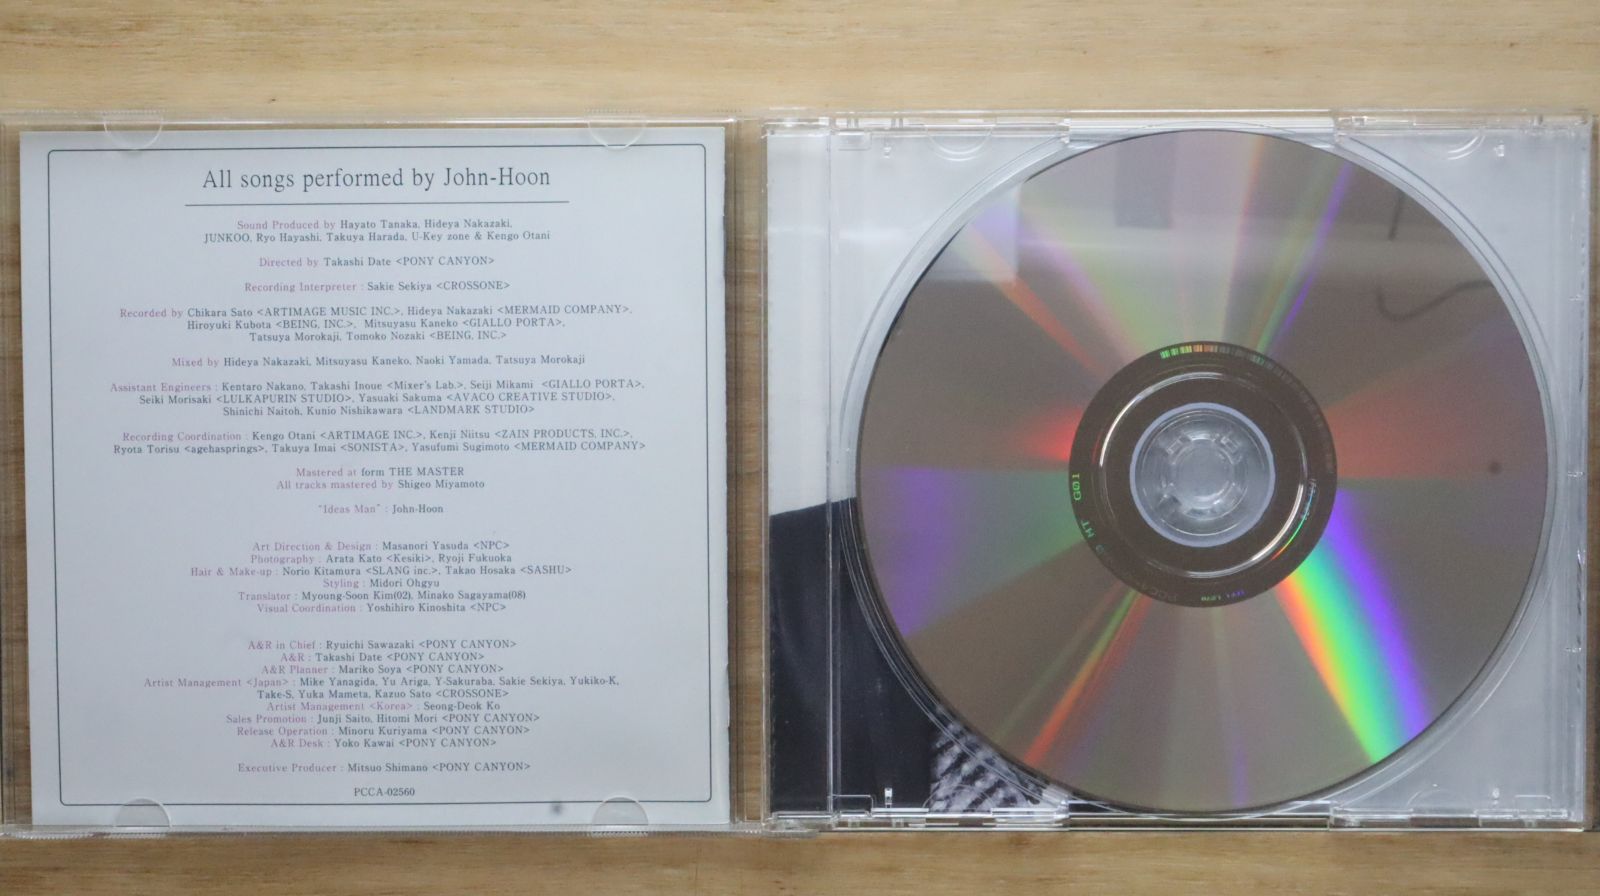 All songs performed by John-Hoon
Sound Produced by Hayato Tanaka, Hideya Nakazaki,
JUNKOO, Ryo Hayashi, Takuya Harada, U-Key zone & Kengo Otani
Directed by Takashi Date <PONY CANYON>
Recording Interpreter : Sakie Sekiya <CROSSONE>
Recorded by Chikara Sato <ARTIMAGE MUSIC INC.>, Hideya Nakazaki <MERMAID COMPANY>,
Hiroyuki Kubota <BEING, INC.>, Mitsuyasu Kaneko <GIALLO PORTA>,
Tatsuya Morokaji, Tomoko Nozaki <BEING, INC.>
Mixed by Hideya Nakazaki, Mitsuyasu Kaneko, Naoki Yamada, Tatsuya Morokaji
Assistant Engineers : Kentaro Nakano, Takashi Inoue <Mixer's Lab.>, Seiji Mikami <GIALLO PORTA>,
Seiki Morisaki <LULKAPURIN STUDIO>, Yasuaki Sakuma <AVACO CREATIVE STUDIO>,
Shinichi Naitoh, Kunio Nishikawara <LANDMARK STUDIO>
Recording Coordination : Kengo Otani <ARTIMAGE INC.>, Kenji Niitsu <ZAIN PRODUCTS, INC.>,
Ryota Torisu <agehasprings>, Takuya Imai <SONISTA>, Yasufumi Sugimoto <MERMAID COMPANY>
Mastered at form THE MASTER
All tracks mastered by Shigeo Miyamoto
"Ideas Man" : John-Hoon
Art Direction & Design : Masanori Yasuda <NPC>
Photography : Arata Kato <Kesiki>, Ryoji Fukuoka
Hair & Make-up : Norio Kitamura <SLANG inc.>, Takao Hosaka <SASHU>
Styling : Midori Ohgyu
Translator : Myoung-Soon Kim(02), Minako Sagayama(08)
Visual Coordination : Yoshihiro Kinoshita <NPC>
A&R in Chief : Ryuichi Sawazaki <PONY CANYON>
A&R : Takashi Date <PONY CANYON>
A&R Planner : Mariko Soya <PONY CANYON>
Artist Management <Japan> : Mike Yanagida, Yu Ariga, Y-Sakuraba, Sakie Sekiya, Yukiko-K,
Take-S, Yuka Mameta, Kazuo Sato <CROSSONE>
Artist Management <Korea> : Seong-Deok Ko
Sales Promotion : Junji Saito, Hitomi Mori <PONY CANYON>
Release Operation : Minoru Kuriyama <PONY CANYON>
A&R Desk : Yoko Kawai <PONY CANYON>
Executive Producer : Mitsuo Shimano <PONY CANYON>
PCCA-02560
MT G01